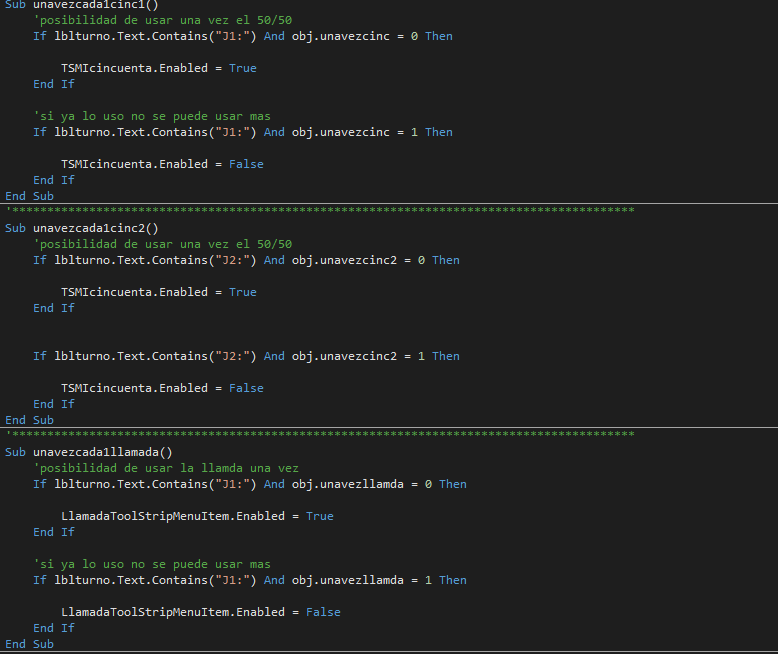 Sub unavezcada1cinc1()
'posibilidad de usar una vez el 50/50
If lblturno.Text.Contains("J1:") And obj.unavezcinc = 0 Then
TSMIcincuenta.Enabled = True
End If
'si ya lo uso no se puede usar mas
If lblturno.Text.Contains("J1:") And obj.unavezcinc = 1 Then
TSMIcincuenta.Enabled = False
End If
End Sub
'*****************************************************************************************
Sub unavezcada1cinc2()
'posibilidad de usar una vez el 50/50
If lblturno.Text.Contains("J2:") And obj.unavezcinc2 = 0 Then
TSMIcincuenta.Enabled = True
End If
If lblturno.Text.Contains("J2:") And obj.unavezcinc2 = 1 Then
TSMIcincuenta.Enabled = False
End If
End Sub
'*****************************************************************************************
Sub unavezcada1llamada()
'posibilidad de usar la llamda una vez
If lblturno.Text.Contains("J1:") And obj.unavezllamda = 0 Then
LlamadaToolStripMenuItem.Enabled = True
End If
'si ya lo uso no se puede usar mas
If lblturno.Text.Contains("J1:") And obj.unavezllamda = 1 Then
LlamadaToolStripMenuItem.Enabled = False
End If
End Sub